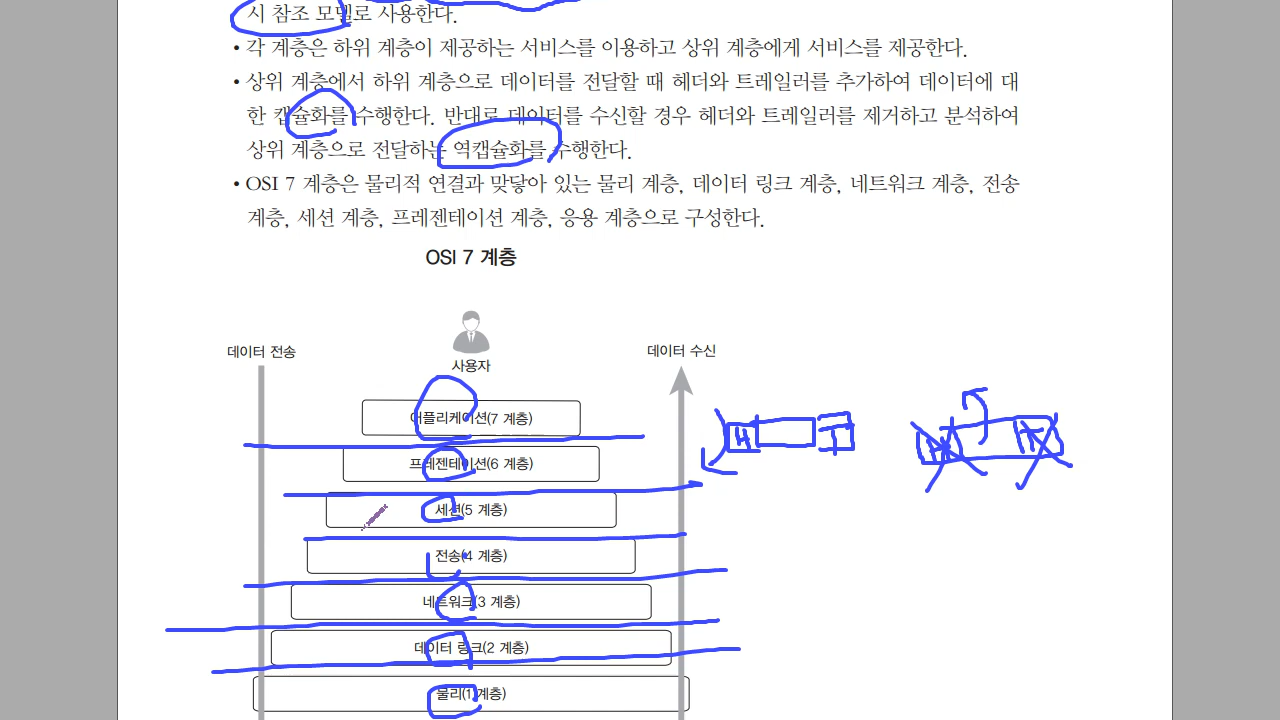 시 참조 모델로 사용한다.
• 각 계층은 하위 계층이 제공하는 서비스를 이용하고 상위 계층에게 서비스를 제공한다.
• 상위 계층에서 하위 계층으로 데이터를 전달할 때 헤더와 트레일러를 추가하여 데이터에 대
한 캡슐화를 수행한다. 반대로 데이터를 수신할 경우 헤더와 트레일러를 제거하고 분석하여
상위 계층으로 전달하는 역캡슐화를 수행한다.
• OSI 7 계층은 물리적 연결과 맞닿아 있는 물리 계층, 데이터 링크 계층, 네트워크 계층, 전송
계층, 세션 계층, 프레젠테이션 계층, 응용 계층으로 구성한다.
OSI 7 계층
데이터 전송
데이터 수신
사용자
어플리케이션(7 계층)
H T
H T
프레젠테이션(6 계층)
세션(5 계층)
전송(4 계층)
네트워크(3 계층)
데이터 링크(2 계층)
물리(1 계층)